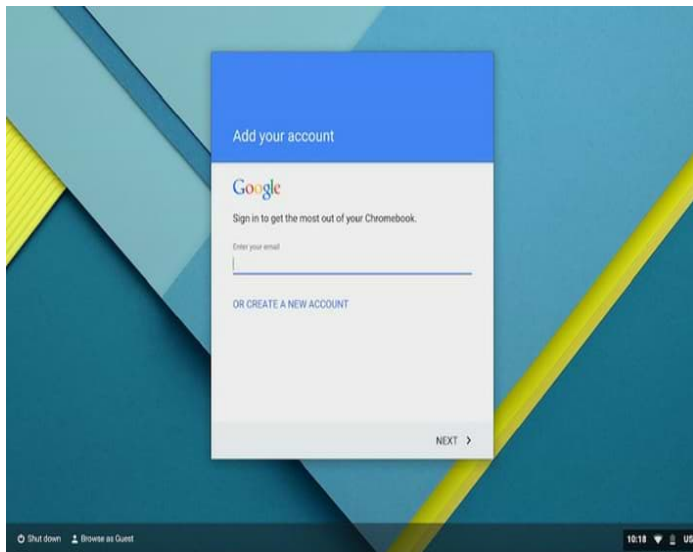 Add your account
Google
Sign in to get the most out of your Chromebook.
Enter your email
OR CREATE A NEW ACCOUNT
NEXT
Shut down Browse as Guest 10:18 US